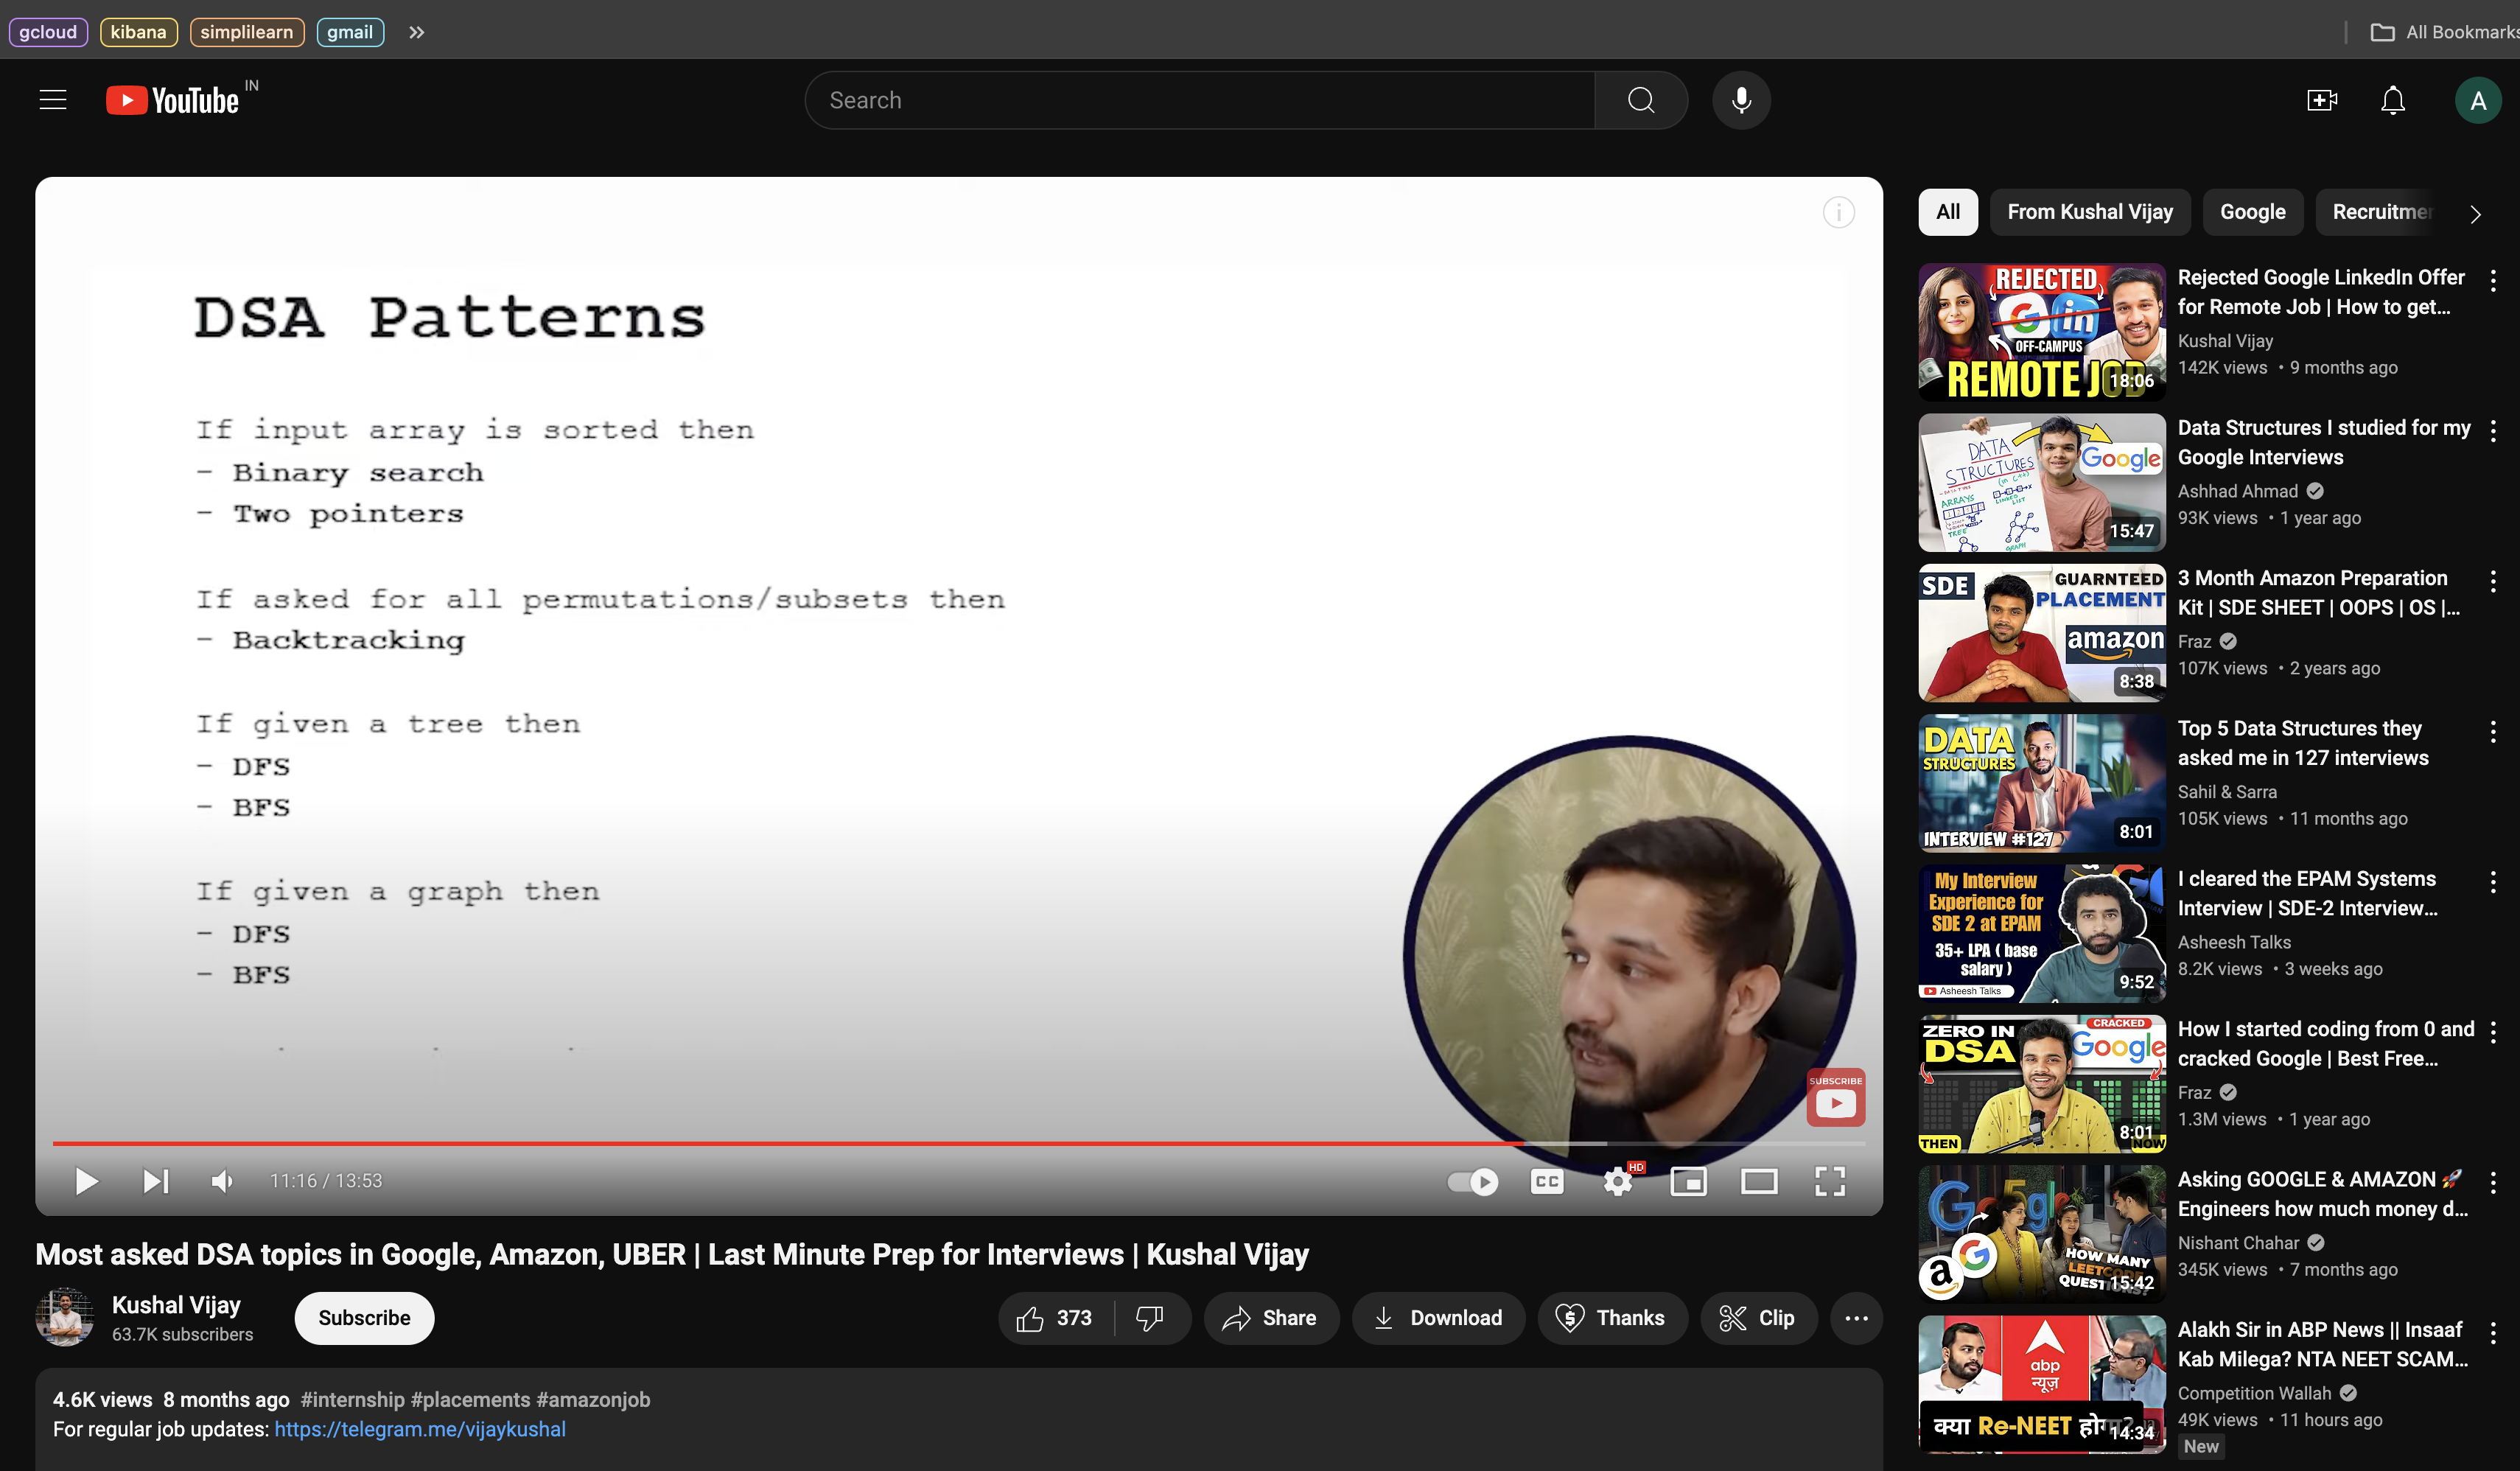 gcloud
kibana
simplilearn
gmail
All Bookmarks
YouTube IN
Search
A
DSA Patterns
If input array is sorted then
- Binary search
- Two pointers
If asked for all permutations/subsets then
- Backtracking
If given a tree then
- DFS
- BFS
If given a graph then
- DFS
- BFS
SUBSCRIBE
11:16 / 13:53
CC
HD
Most asked DSA topics in Google, Amazon, UBER | Last Minute Prep for Interviews | Kushal Vijay
Kushal Vijay
63.7K subscribers
Subscribe
373
Share
Download
Thanks
Clip
4.6K views 8 months ago #internship #placements #amazonjob
For regular job updates: https://telegram.me/vijaykushal
All
From Kushal Vijay
Google
REJECTED
OFF-CAMPUS
REMOTE JOB
18:06
Rejected Google LinkedIn Offer
for Remote Job | How to get...
Kushal Vijay
142K views • 9 months ago
DATA
STRUCTURES
ARRAYS
TREE
GRAPH
Google
15:47
Data Structures I studied for my
Google Interviews
Ashhad Ahmad
93K views • 1 year ago
SDE
GUARNTEED
PLACEMENT
amazon
8:38
3 Month Amazon Preparation
Kit | SDE SHEET | OOPS | OS |...
Fraz
107K views • 2 years ago
DATA
STRUCTURES
INTERVIEW #127
8:01
Top 5 Data Structures they
asked me in 127 interviews
Sahil & Sarra
105K views • 11 months ago
My Interview
Experience for
SDE 2 at EPAM
35+ LPA ( base
salary )
Asheesh Talks
9:52
I cleared the EPAM Systems
Interview | SDE-2 Interview...
Asheesh Talks
8.2K views • 3 weeks ago
ZERO IN
DSA
CRACKED
Google
THEN
NOW
8:01
How I started coding from 0 and
cracked Google | Best Free...
Fraz
1.3M views • 1 year ago
HOW MANY
LEETCODE
15:42
Asking GOOGLE & AMAZON 🚀
Engineers how much money d...
Nishant Chahar
345K views • 7 months ago
abp
न्यूज़
क्या Re-NEET
14:34
Alakh Sir in ABP News || Insaaf
Kab Milega? NTA NEET SCAM...
Competition Wallah
49K views • 11 hours ago
New